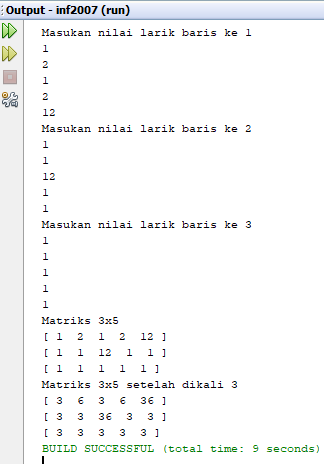 Output - inf2007 (run)
Masukan nilai larik baris ke 1
1
2
1
2
12
Masukan nilai larik baris ke 2
1
1
12
1
1
Masukan nilai larik baris ke 3
1
1
1
1
1
Matriks 3x5
[ 1 2 1 2 12 ]
[ 1 1 12 1 1 ]
[ 1 1 1 1 1 ]
Matriks 3x5 setelah dikali 3
[ 3 6 3 6 36 ]
[ 3 3 36 3 3 ]
[ 3 3 3 3 3 ]
BUILD SUCCESSFUL (total time: 9 seconds)